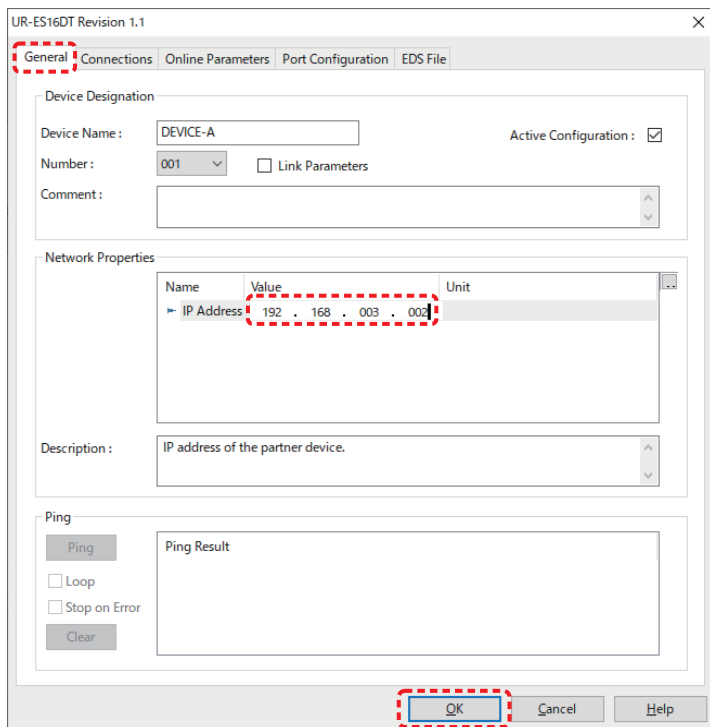 UR-ES16DT Revision 1.1
General Connections Online Parameters Port Configuration EDS File
Device Designation
Device Name : DEVICE-A Active Configuration :
Number : 001 Link Parameters
Comment :
Network Properties
Name Value Unit
IP Address 192 . 168 . 003 . 002
Description : IP address of the partner device.
Ping
Ping Ping Result
Loop
Stop on Error
Clear
OK Cancel Help